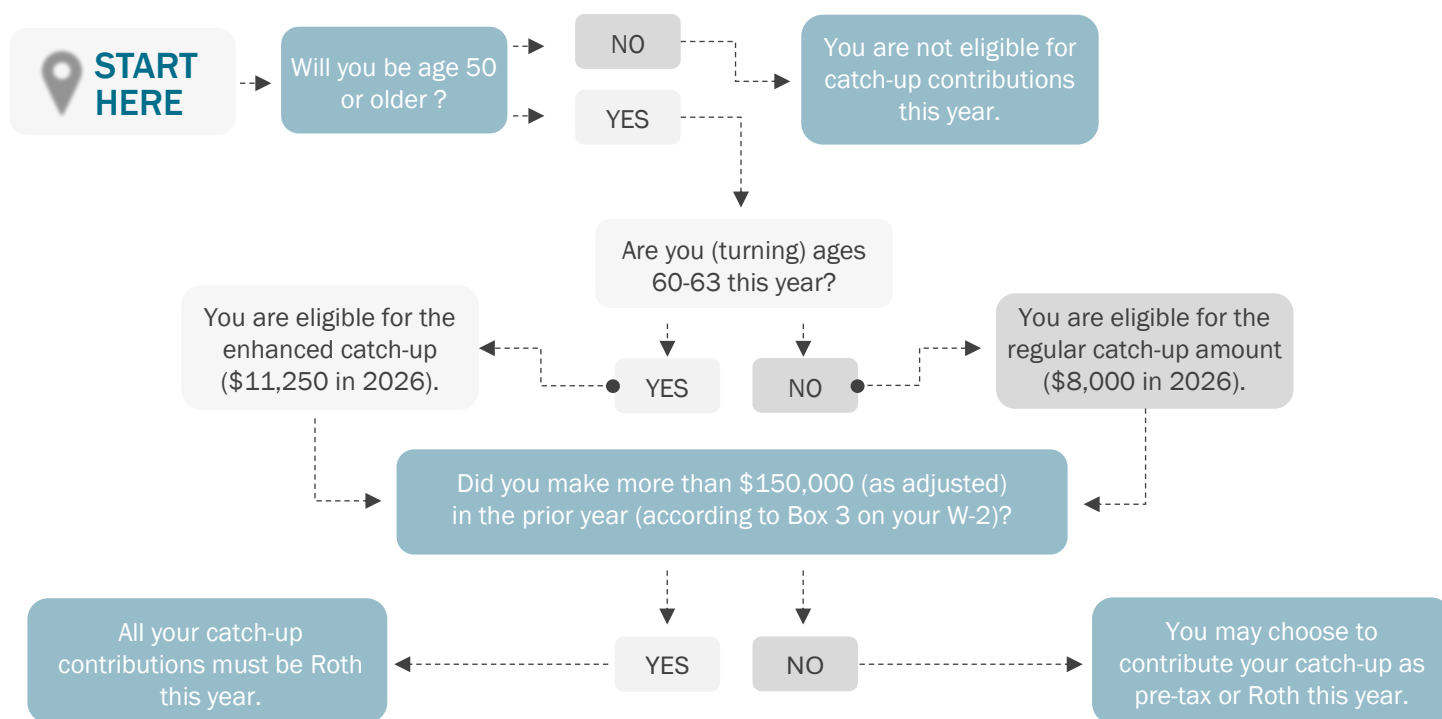 START
HERE
Will you be age 50
or older ?
NO
YES
You are not eligible for
catch-up contributions
this year.
Are you (turning) ages
60-63 this year?
You are eligible for the
enhanced catch-up
($11,250 in 2026).
YES
NO
You are eligible for the
regular catch-up amount
($8,000 in 2026).
Did you make more than $150,000 (as adjusted)
in the prior year (according to Box 3 on your W-2)?
All your catch-up
contributions must be Roth
this year.
YES
NO
You may choose to
contribute your catch-up as
pre-tax or Roth this year.